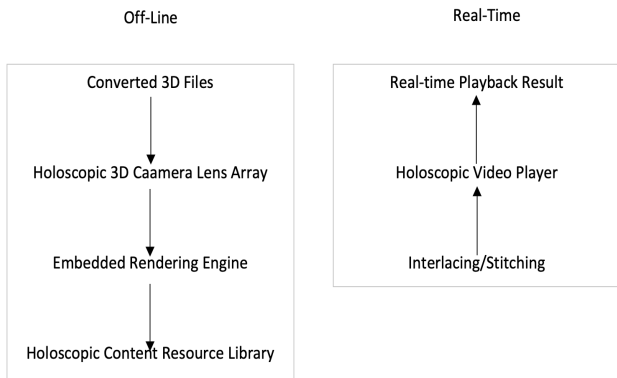 Off-Line
Real-Time
Converted 3D Files
Holoscopic 3D Caamera Lens Array
Embedded Rendering Engine
Holoscopic Content Resource Library
Real-time Playback Result
Holoscopic Video Player
Interlacing/Stitching